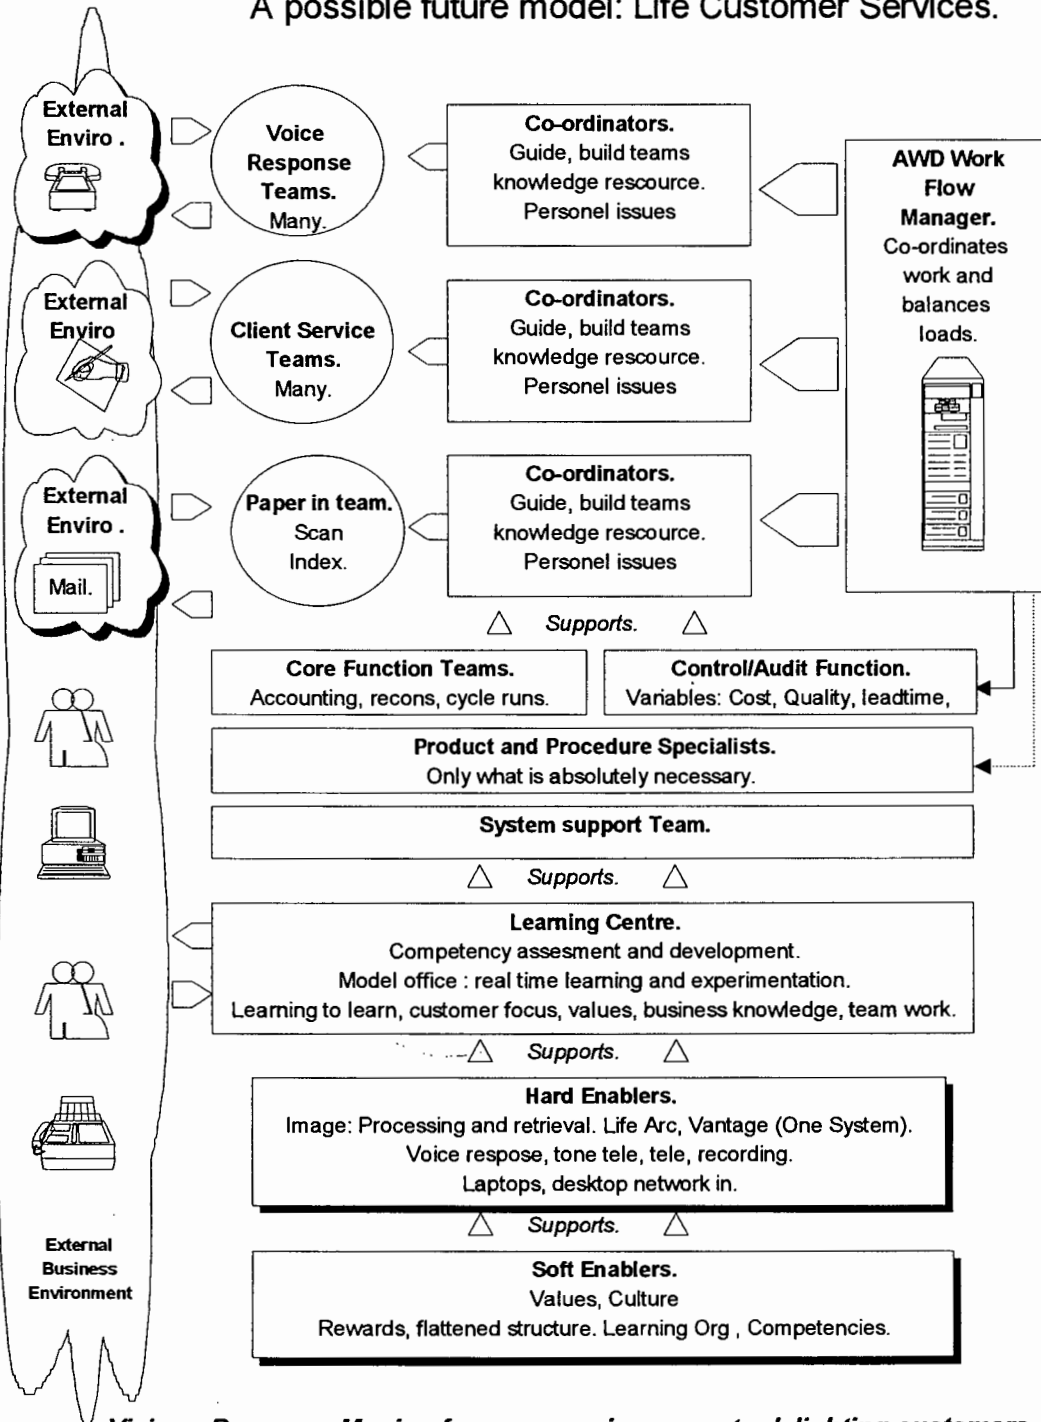 A possible future model: Life Customer Services.
External
Enviro .
Voice
Response
Teams.
Many.
Co-ordinators.
Guide, build teams
knowledge rescource.
Personel issues
AWD Work
Flow
Manager.
Co-ordinates
work and
balances
loads.
External
Enviro
Client Service
Teams.
Many.
Co-ordinators.
Guide, build teams
knowledge rescource.
Personel issues
External
Enviro .
Mail.
Paper in team.
Scan
Index.
Co-ordinators.
Guide, build teams
knowledge rescource.
Personel issues
Supports.
Core Function Teams.
Accounting, recons, cycle runs.
Control/Audit Function.
Variables: Cost, Quality, leadtime,
Product and Procedure Specialists.
Only what is absolutely necessary.
System support Team.
Supports.
Learning Centre.
Competency assesment and development.
Model office : real time learning and experimentation.
Learning to learn, customer focus, values, business knowledge, team work.
Supports.
Hard Enablers.
Image: Processing and retrieval. Life Arc, Vantage (One System).
Voice respose, tone tele, tele, recording.
Laptops, desktop network in.
Supports.
External
Business
Environment
Soft Enablers.
Values, Culture
Rewards, flattened structure. Learning Org , Competencies.